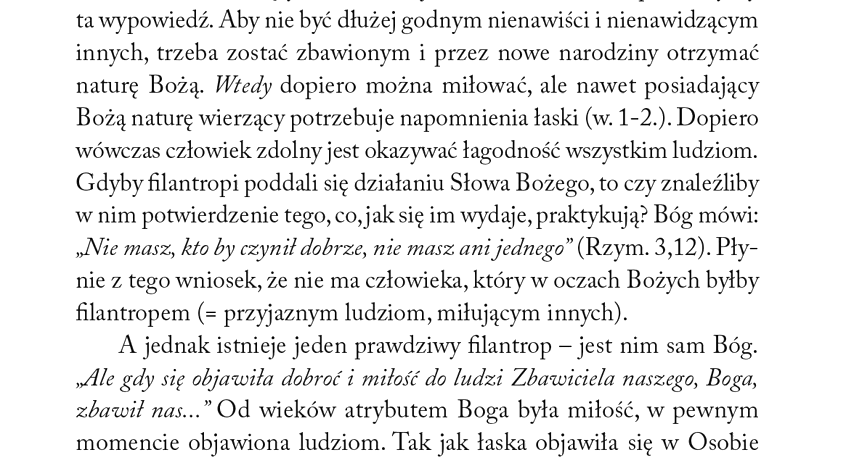 ta wypowiedź. Aby nie być dłużej godnym nienawiści i nienawidzącym
innych, trzeba zostać zbawionym i przez nowe narodziny otrzymać
naturę Bożą. Wtedy dopiero można miłować, ale nawet posiadający
Bożą naturę wierzący potrzebuje napomnienia łaski (w. 1-2.). Dopiero
wówczas człowiek zdolny jest okazywać łagodność wszystkim ludziom.
Gdyby filantropi poddali się działaniu Słowa Bożego, to czy znaleźliby
w nim potwierdzenie tego, co, jak się im wydaje, praktykują? Bóg mówi:
„Nie masz, kto by czynił dobrze, nie masz ani jednego” (Rzym. 3,12). Pły-
nie z tego wniosek, że nie ma człowieka, który w oczach Bożych byłby
filantropem (= przyjaznym ludziom, miłującym innych).
A jednak istnieje jeden prawdziwy filantrop – jest nim sam Bóg.
„Ale gdy się objawiła dobroć i miłość do ludzi Zbawiciela naszego, Boga,
zbawił nas...” Od wieków atrybutem Boga była miłość, w pewnym
momencie objawiona ludziom. Tak jak łaska objawiła się w Osobie